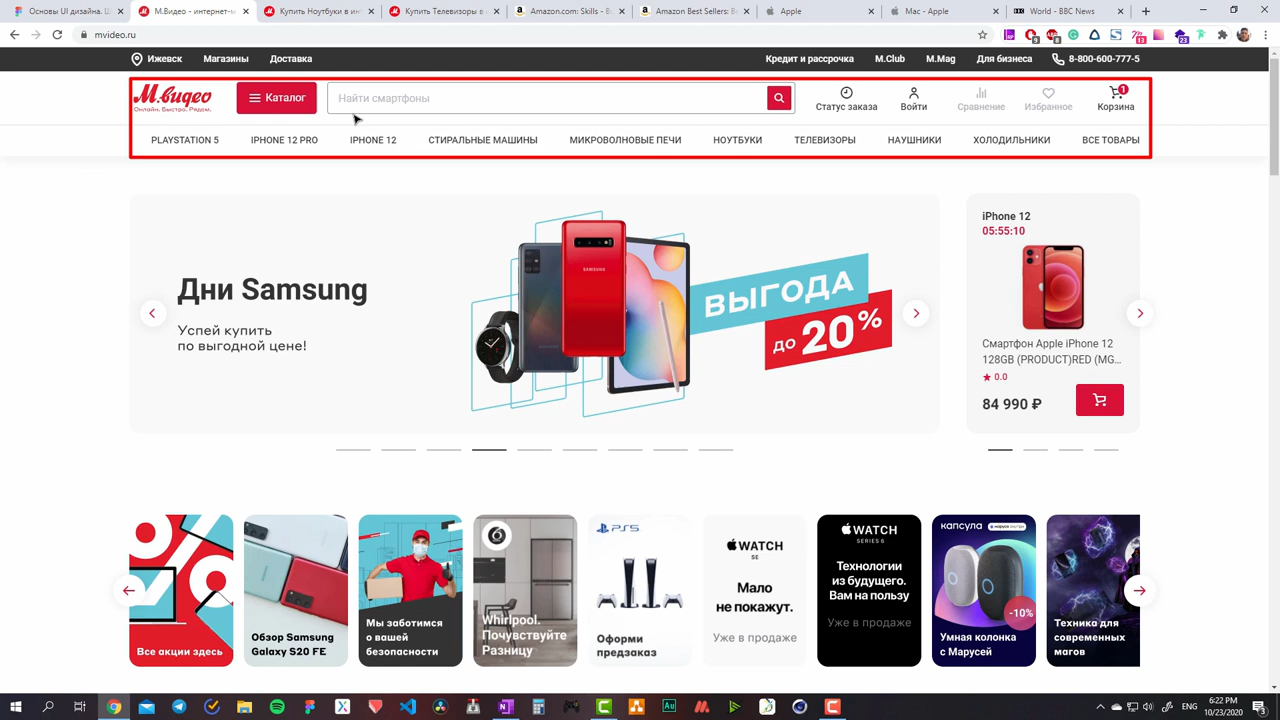 Основы UI дизайна. Ш
М.Видео - интернет-м
Купить Умный телефон
Купить Телевизоры в
Amazon.com: Skills - B
Amazon Best Sellers: B
Apple
Mac - Apple
World - BBC News
mvideo.ru
Ижевск
Магазины
Доставка
Кредит и рассрочка
M.Club
M.Mag
Для бизнеса
8-800-600-777-5
М.видео
Онлайн. Быстро. Рядом.
Каталог
Найти смартфоны
Статус заказа
Войти
Сравнение
Избранное
1
Корзина
PLAYSTATION 5
IPHONE 12 PRO
IPHONE 12
СТИРАЛЬНЫЕ МАШИНЫ
МИКРОВОЛНОВЫЕ ПЕЧИ
НОУТБУКИ
ТЕЛЕВИЗОРЫ
НАУШНИКИ
ХОЛОДИЛЬНИКИ
ВСЕ ТОВАРЫ
Дни Samsung
Успей купить
по выгодной цене!
SAMSUNG
ВЫГОДА
до 20%
iPhone 12
05:55:10
Смартфон Apple iPhone 12
128GB (PRODUCT)RED (MG...
0.0
84 990 ₽
Все акции здесь
Обзор Samsung
Galaxy S20 FE
Мы заботимся
о вашей
безопасности
Whirlpool.
Почувствуйте
Разницу
PS5
Оформи
предзаказ
WATCH
SE
Мало
не покажут.
Уже в продаже
WATCH
SERIES 6
Технологии
из будущего.
Вам на пользу
Уже в продаже
капсула
-10%
Умная колонка
с Марусей
Техника для
современных
магов
6:22 PM
10/23/2020